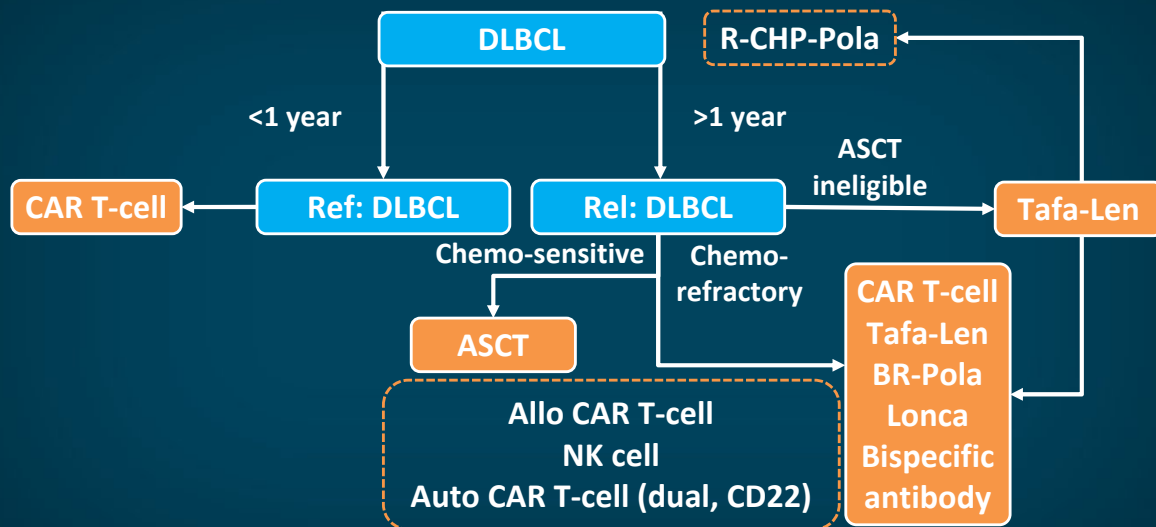 DLBCL
R-CHP-Pola
<1 year
>1 year
ASCT
ineligible
CAR T-cell
Ref: DLBCL
Rel: DLBCL
Tafa-Len
Chemo-sensitive
Chemo-
refractory
ASCT
CAR T-cell
Tafa-Len
BR-Pola
Lonca
Bispecific
antibody
Allo CAR T-cell
NK cell
Auto CAR T-cell (dual, CD22)